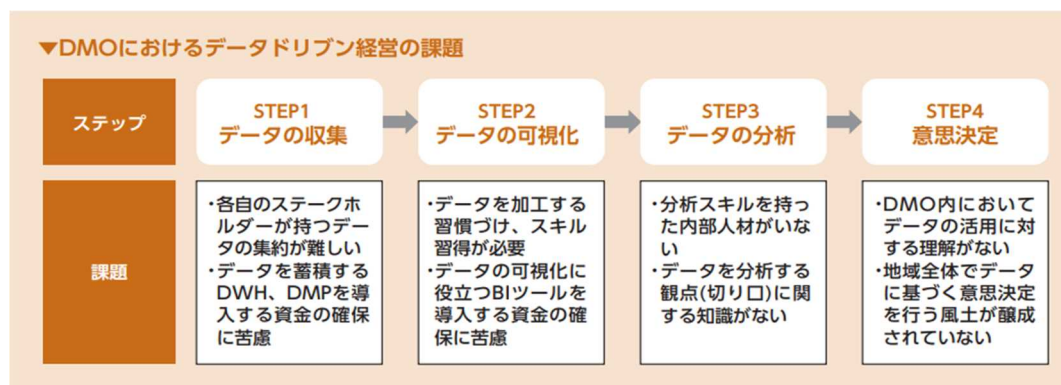 ▼DMOにおけるデータドリブン経営の課題
ステップ
STEP1
データの収集
STEP2
データの可視化
STEP3
データの分析
STEP4
意思決定
課題
・各自のステークホ
ルダーが持つデー
タの集約が難しい
・データを蓄積する
DWH、DMPを導
入する資金の確保
に苦慮
・データを加工する
習慣づけ、スキル
習得が必要
・データの可視化に
役立つBIツールを
導入する資金の確
保に苦慮
・分析スキルを持っ
た内部人材がいな
い
・データを分析する
観点(切り口)に関
する知識がない
・DMO内において
データの活用に対
する理解がない
・地域全体でデータ
に基づく意思決定
を行う風土が醸成
されていない